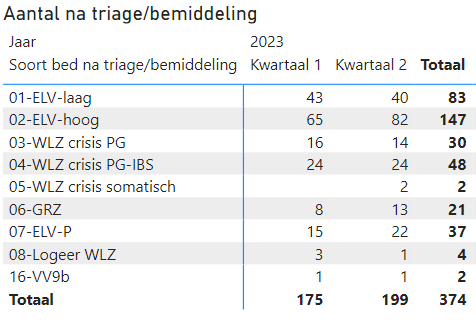 Aantal na triage/bemiddeling
Jaar 2023
Soort bed na triage/bemiddeling Kwartaal 1 Kwartaal 2 Totaal
01-ELV-laag 43 40 83
02-ELV-hoog 65 82 147
03-WLZ crisis PG 16 14 30
04-WLZ crisis PG-IBS 24 24 48
05-WLZ crisis somatisch 2 2
06-GRZ 8 13 21
07-ELV-P 15 22 37
08-Logeer WLZ 3 1 4
16-VV9b 1 1 2
Totaal 175 199 374